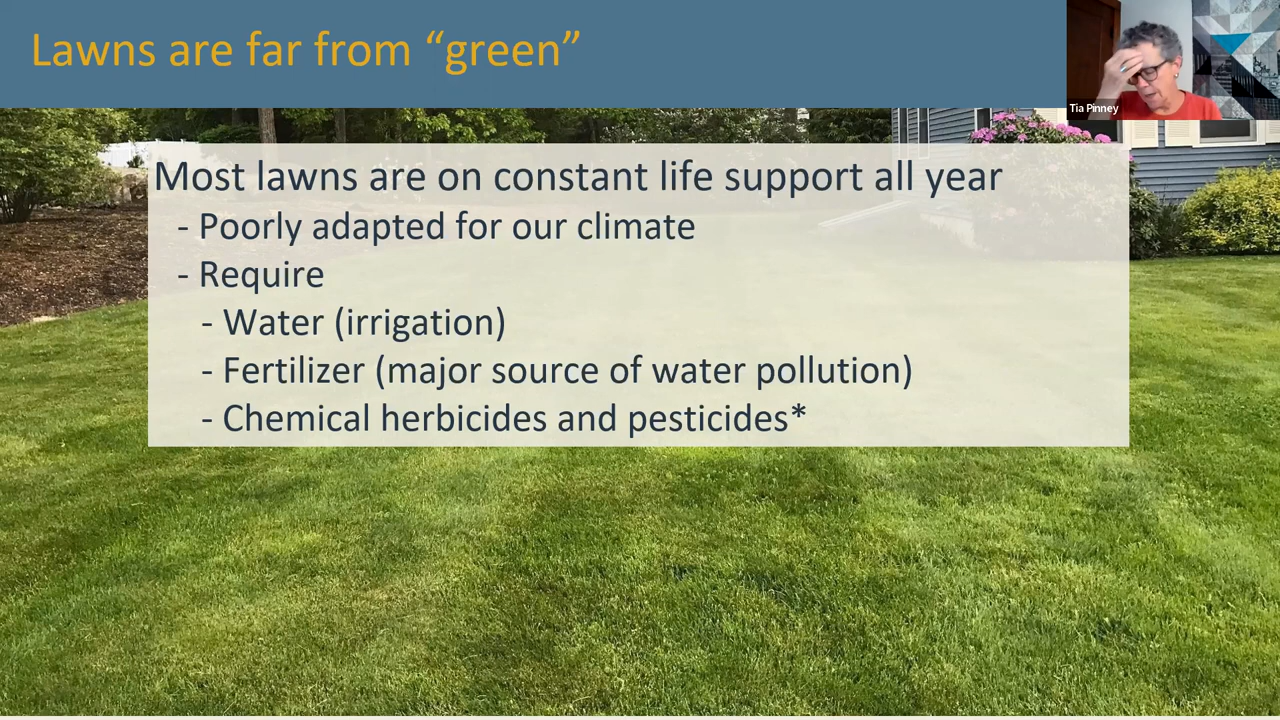 Lawns are far from “green”
Tia Pinney
Most lawns are on constant life support all year
- Poorly adapted for our climate
- Require
- Water (irrigation)
- Fertilizer (major source of water pollution)
- Chemical herbicides and pesticides*